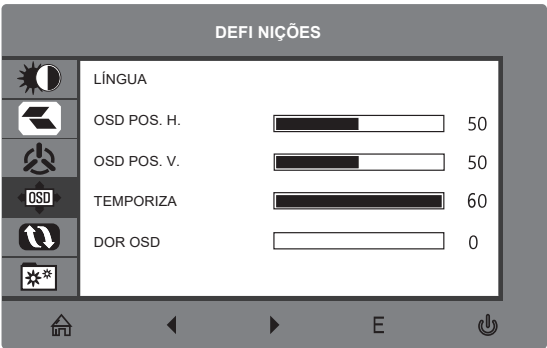 DEFI NIÇÕES
LÍNGUA
OSD POS. H. 50
OSD POS. V. 50
OSD
TEMPORIZA 60
DOR OSD 0
E